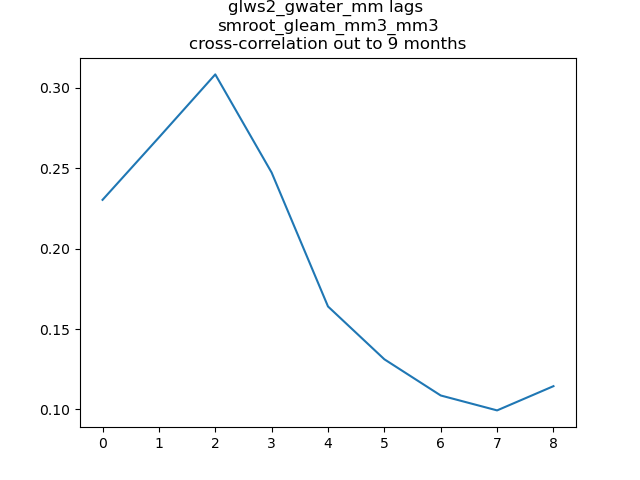 glws2_gwater_mm lags
smroot_gleam_mm3_mm3
cross-correlation out to 9 months
0.30
0.25
0.20
0.15
0.10
0 1 2 3 4 5 6 7 8